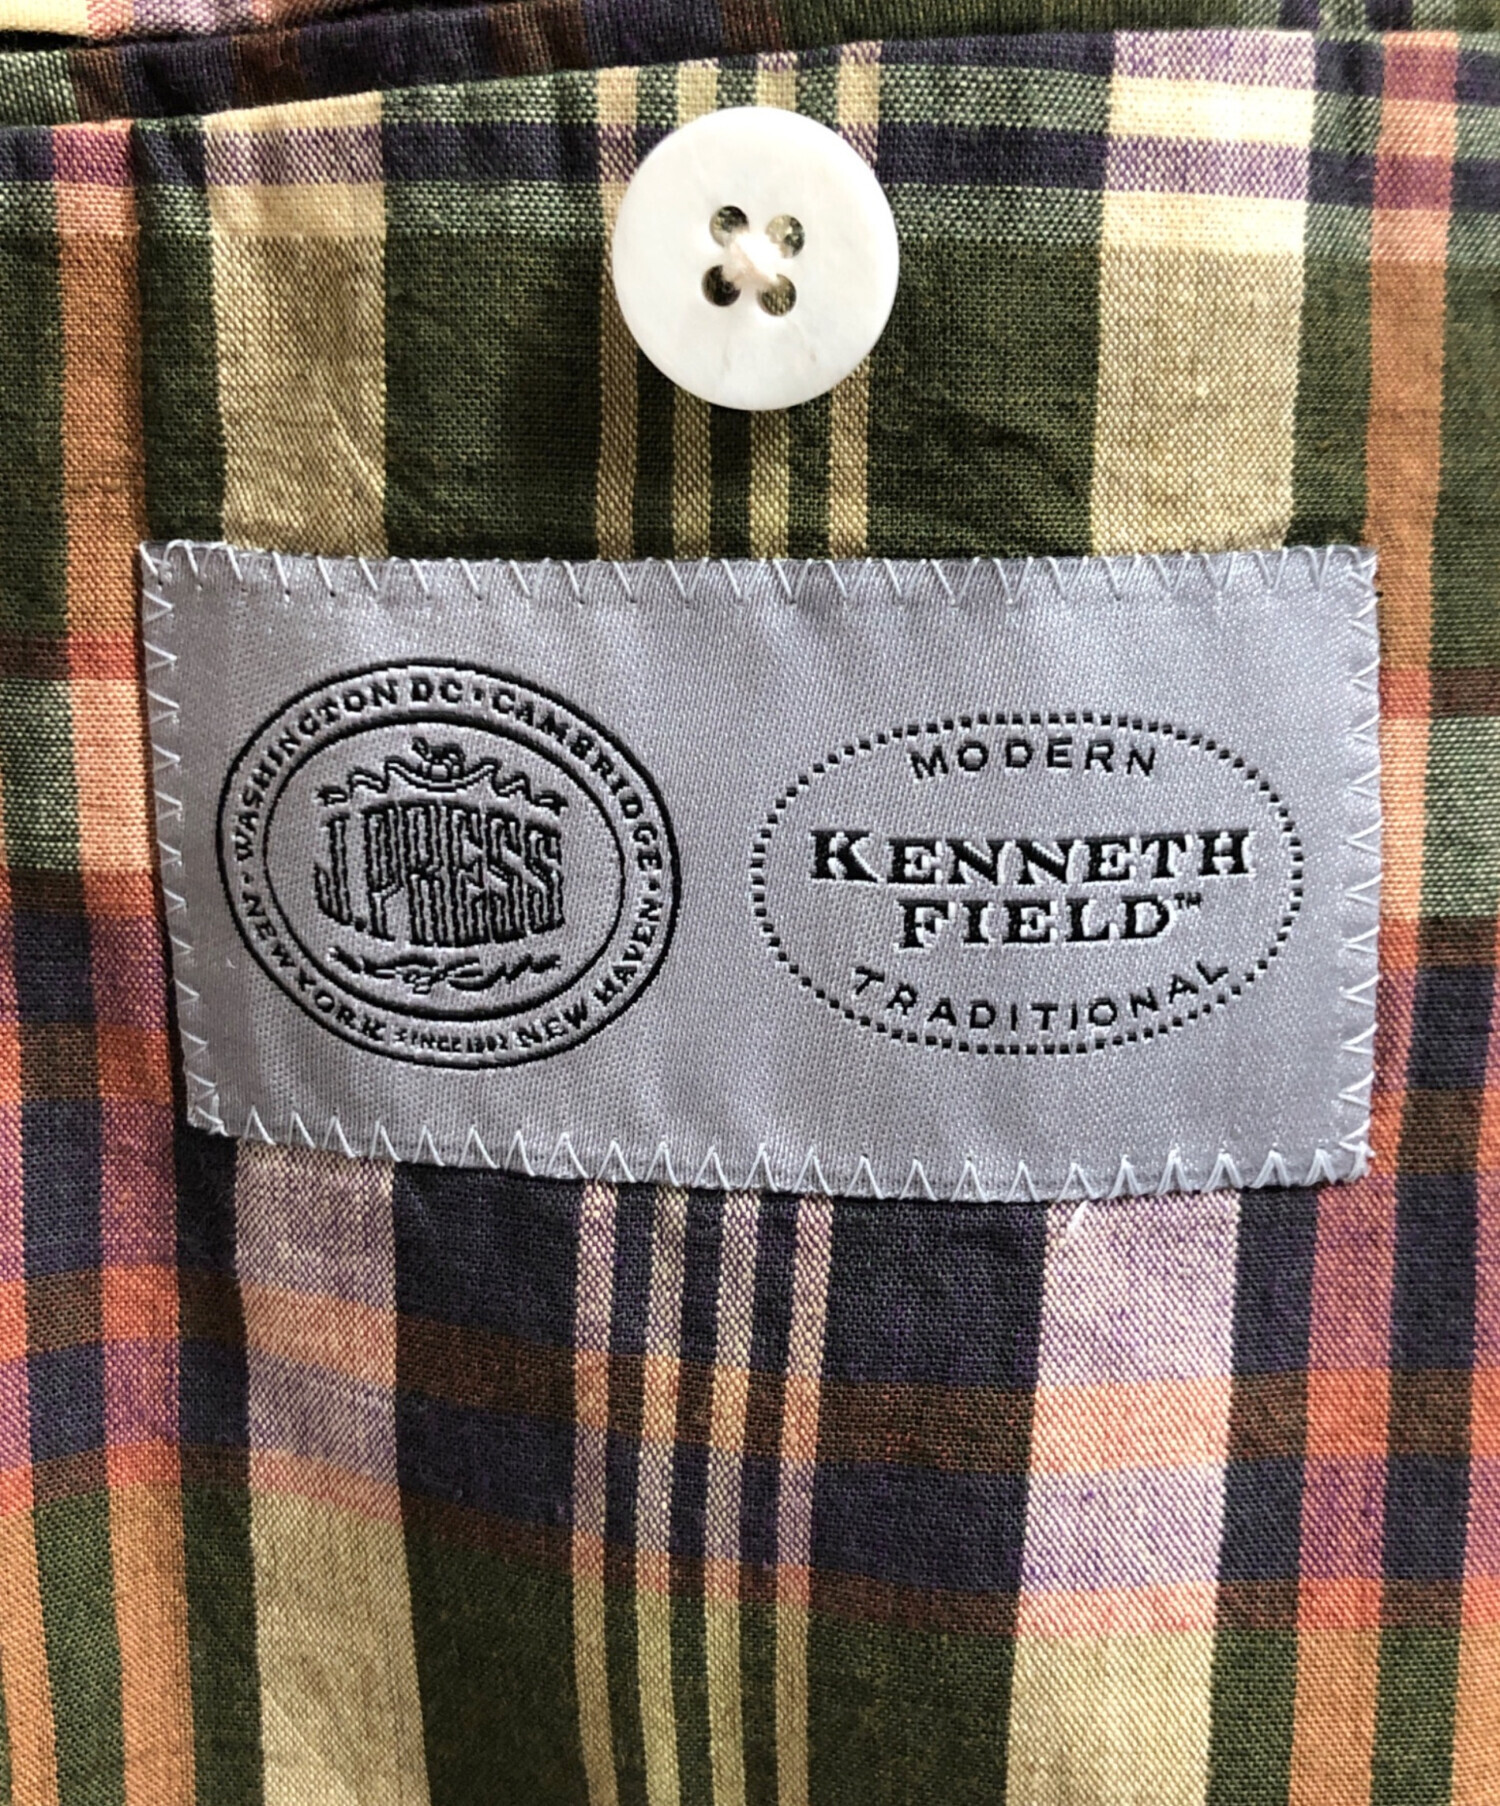 WASHINGTON DC • CAMBRIDGE • NEW HAVEN
NEW YORK
SINCE 1902
J.PRESS
MODERN
KENNETH
FIELD™
TRADITIONAL